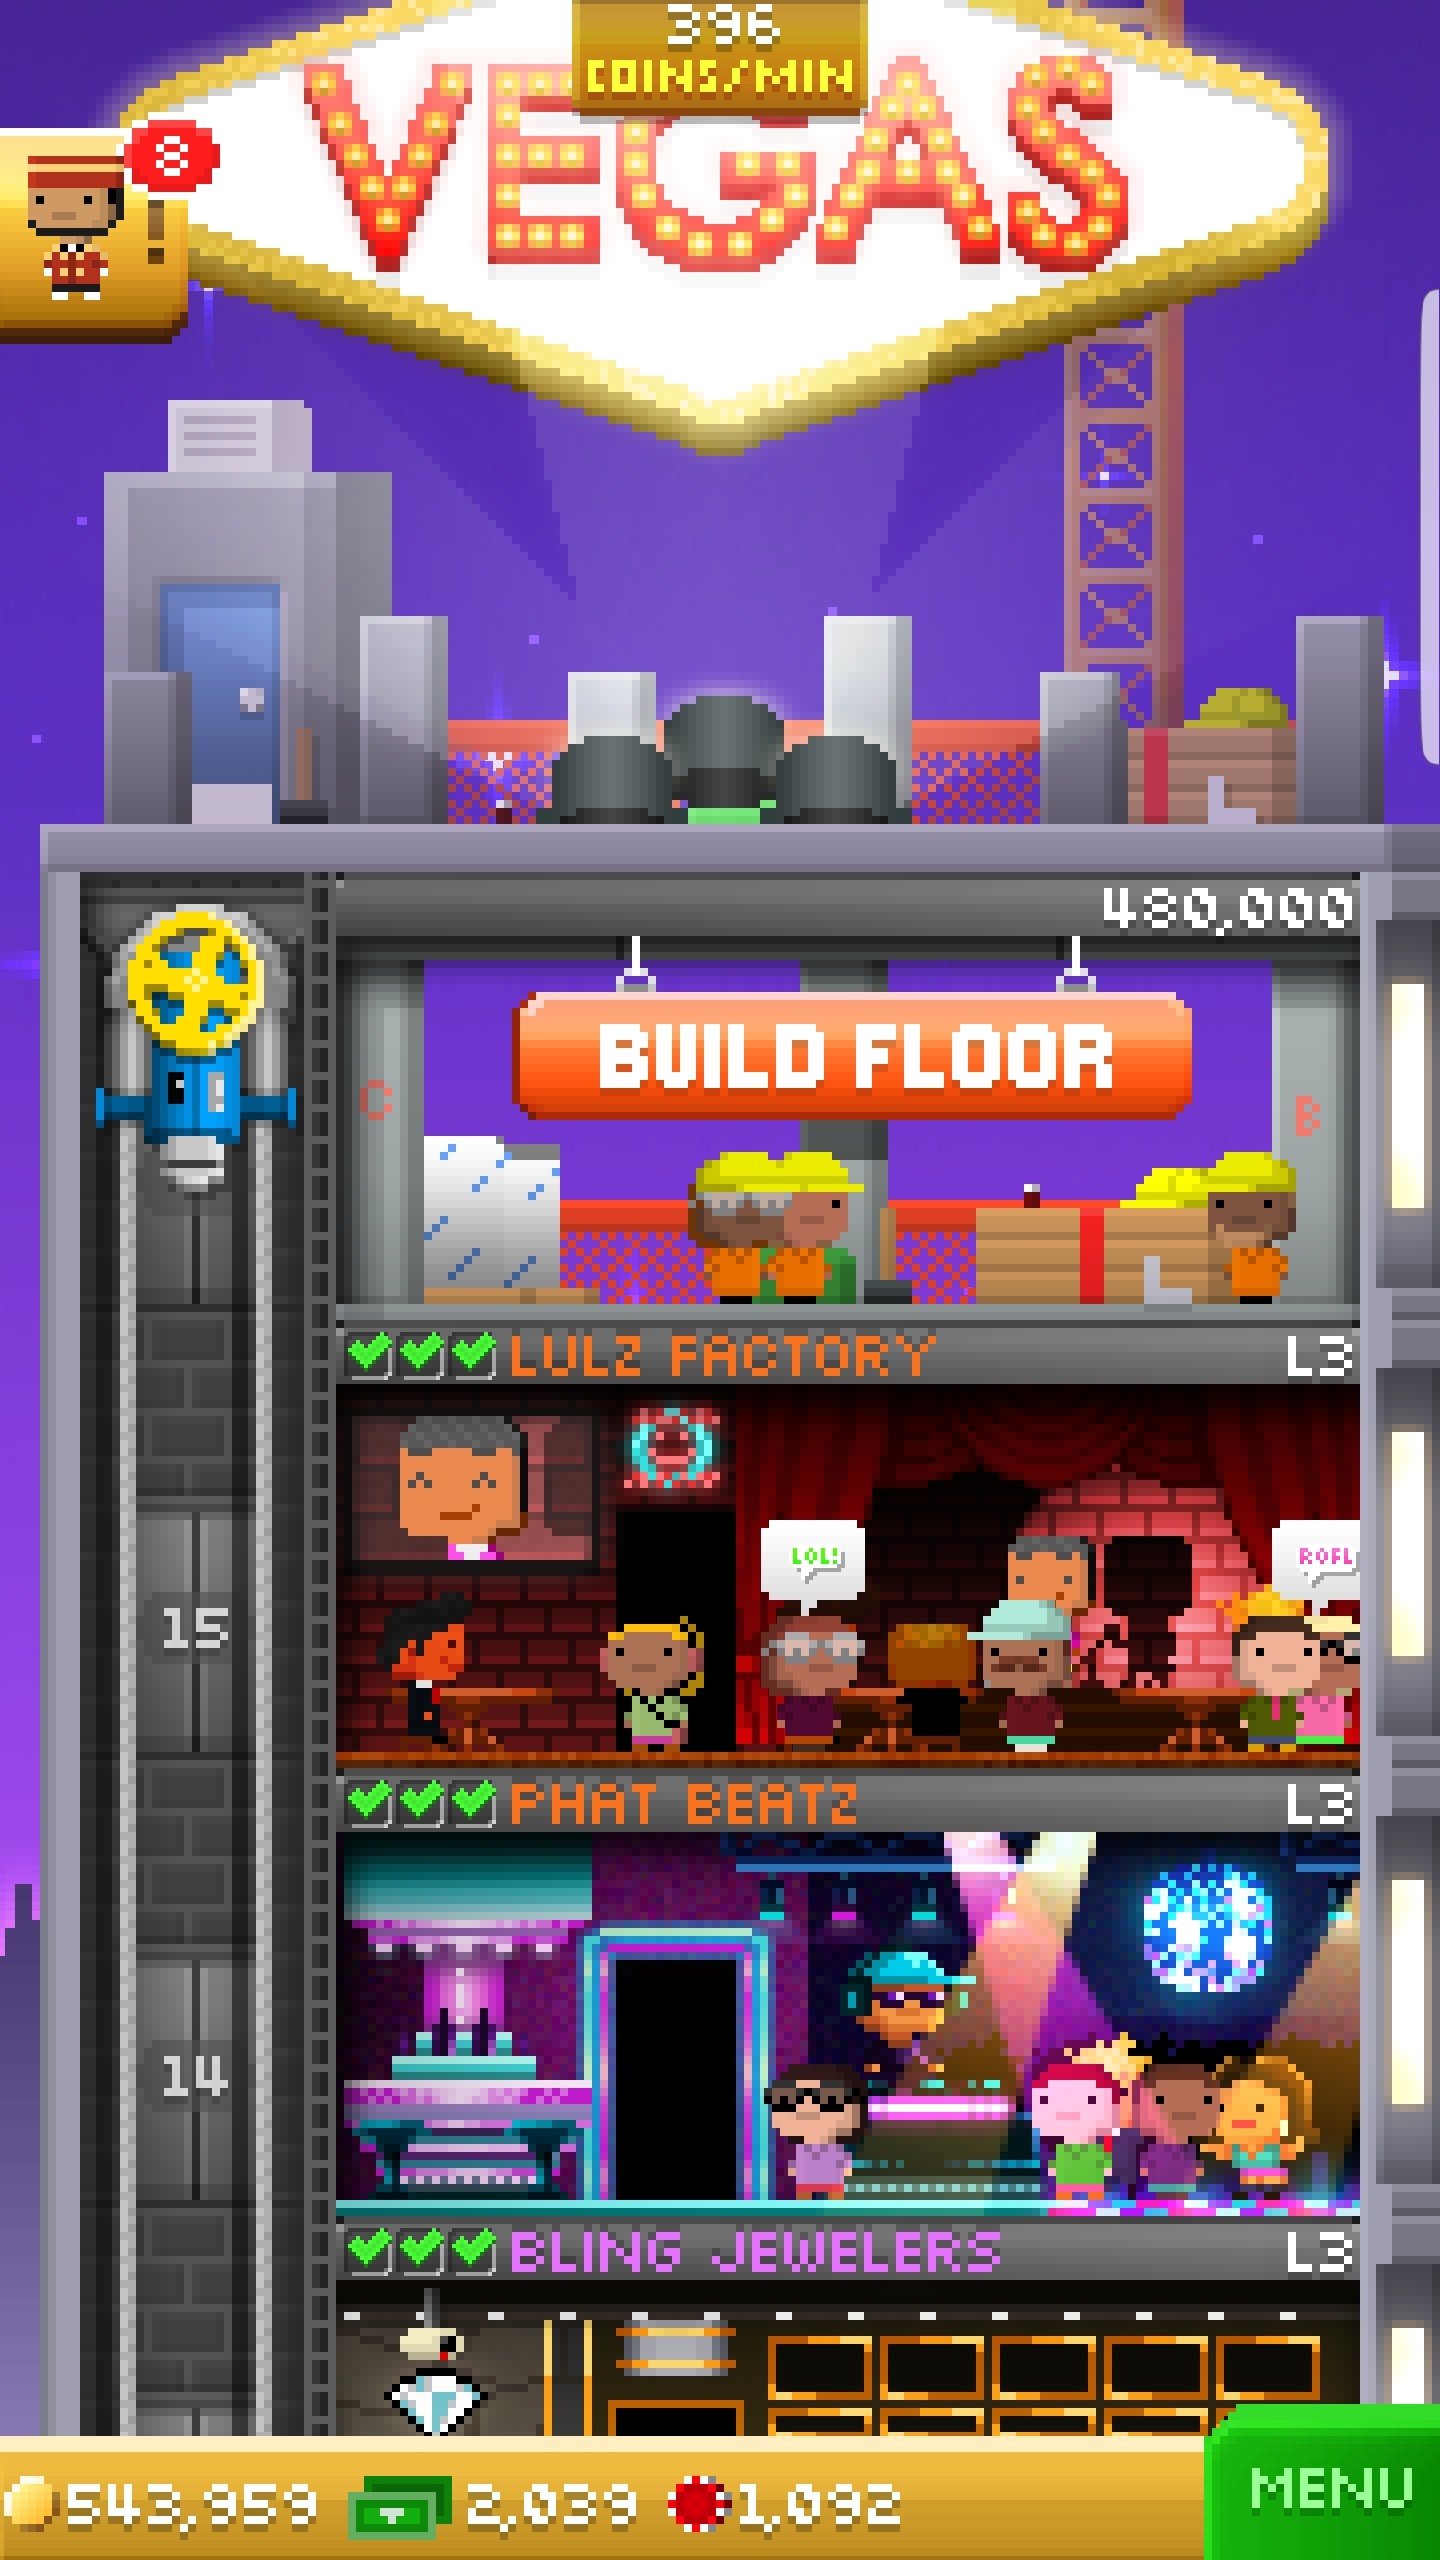 396
COINS/MIN
VEGAS
8
!
480,000
BUILD FLOOR
C
B
LULZ FACTORY L3
LOL!
ROFL
15
PHAT BEATZ L3
14
BLING JEWELERS L3
543,959 2,039 1,092
MENU